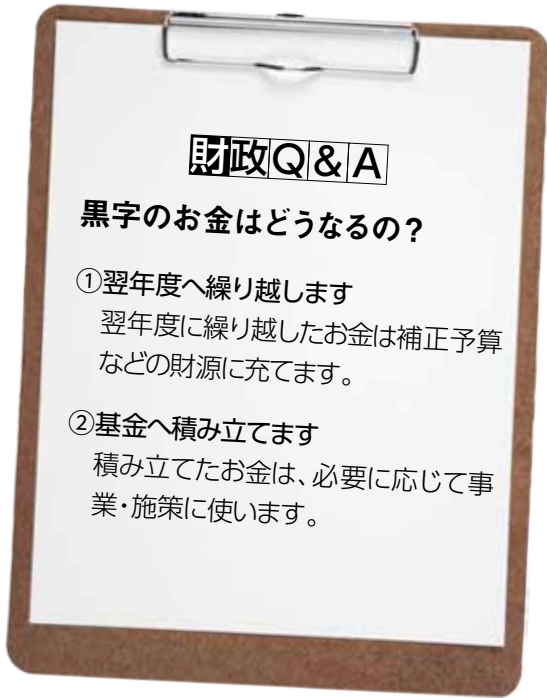 財政Q&A
黒字のお金はどうなるの?
①翌年度へ繰り越します
翌年度に繰り越したお金は補正予算
などの財源に充てます。
②基金へ積み立てます
積み立てたお金は、必要に応じて事
業・施策に使います。